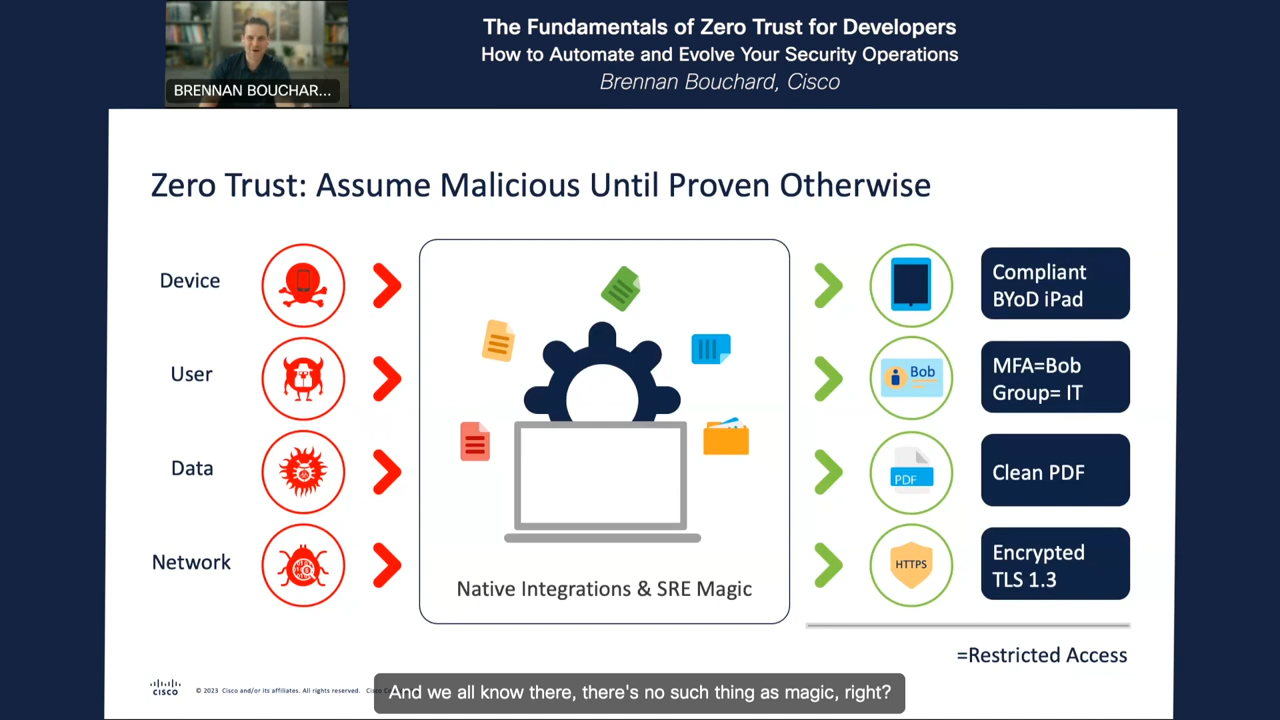 The Fundamentals of Zero Trust for Developers
How to Automate and Evolve Your Security Operations
Brennan Bouchard, Cisco
BRENNAN BOUCHAR...
Zero Trust: Assume Malicious Until Proven Otherwise
Device
Compliant
BYoD iPad
User
Bob
MFA=Bob
Group= IT
Data
PDF
Clean PDF
Network
HTTPS
Encrypted
TLS 1.3
Native Integrations & SRE Magic
=Restricted Access
CISCO
© 2023 Cisco and/or its affiliates. All rights reserved.
And we all know there, there's no such thing as magic, right?